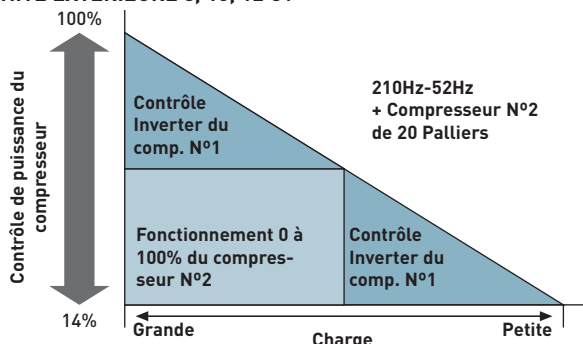 100%
Contrôle de puissance du
compresseur
14%
Contrôle
Inverter du
comp. Nº1
210Hz-52Hz
+ Compresseur Nº2
de 20 Palliers
Fonctionnement 0 à
100% du compres-
seur Nº2
Contrôle
Inverter du
comp. Nº1
Grande
Charge
Petite